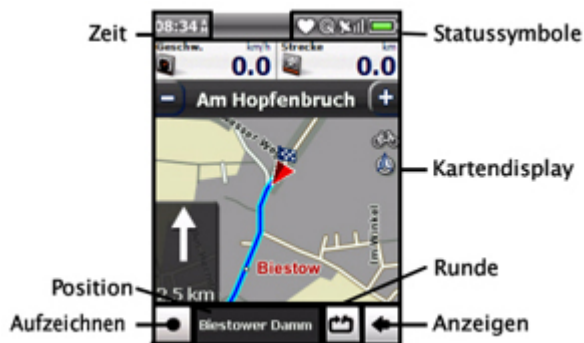 Zeit
08:34
Statussymbole
Geschw. km/h
0.0
Strecke km
0.0
- Am Hopfenbruch +
Kartendisplay
Biestow
Im Winkel
2.5 km
Position
Runde
Aufzeichnen
Biestower Damm
Anzeigen